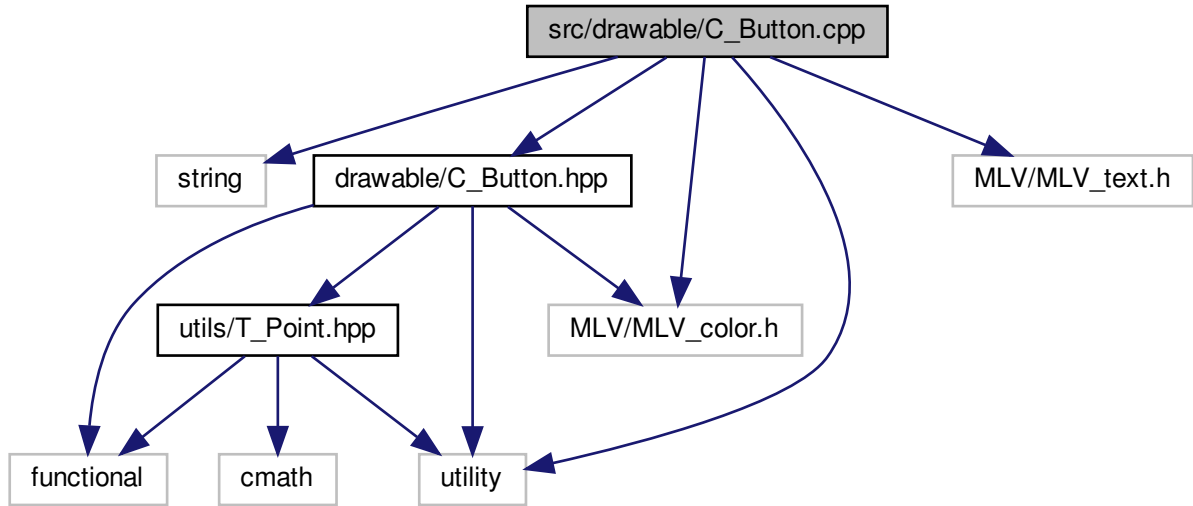 src/drawable/C_Button.cpp
string
drawable/C_Button.hpp
MLV/MLV_text.h
utils/T_Point.hpp
MLV/MLV_color.h
functional
cmath
utility